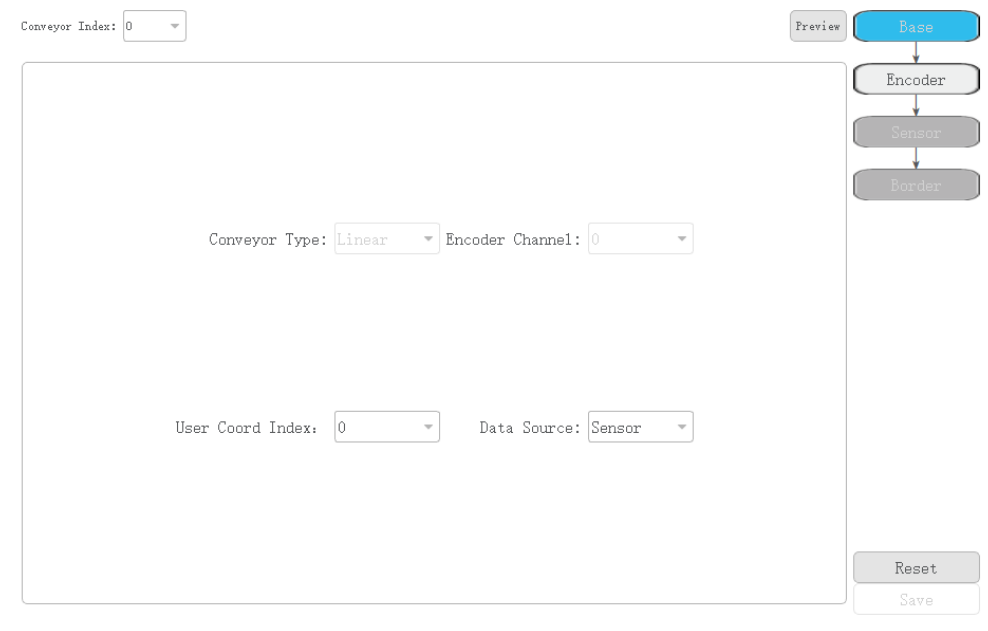 Conveyor Index: 0
Preview
Base
Encoder
Sensor
Border
Conveyor Type: Linear Encoder Channel: 0
User Coord Index: 0 Data Source: Sensor
Reset
Save